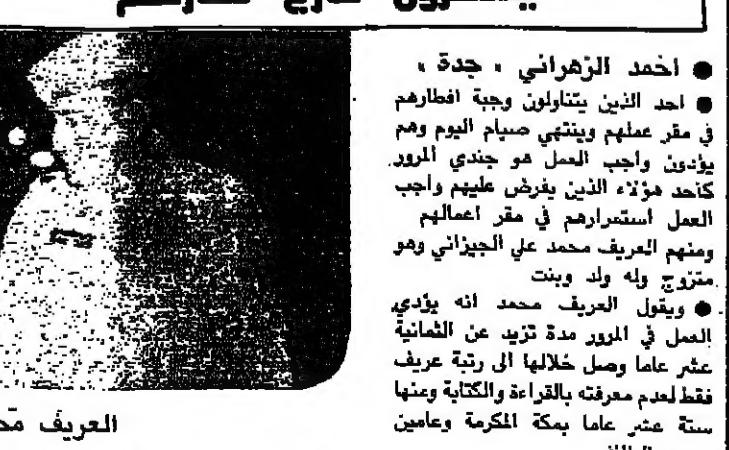 ● احمد الزهراني « جدة »
● احد الذين يتناولون وجبة افطارهم
في مقر عملهم وينتهي صيام اليوم وهم
يؤدون واجب العمل هو جندي المرور
كاحد هؤلاء الذين يفرض عليهم واجب
العمل استمرارهم في مقر اعمالهم
ومنهم العريف محمد علي الجيزاني وهو
متزوج وله ولد وبنت
● ويقول العريف محمد انه يؤدي
العمل في المرور مدة تزيد عن الثمانية
عشر عاما وصل خلالها الى رتبة عريف
فقط لعدم معرفته بالقراءة والكتابة وعنها
ستة عشر عاما بمكة المكرمة وعامين
العريف